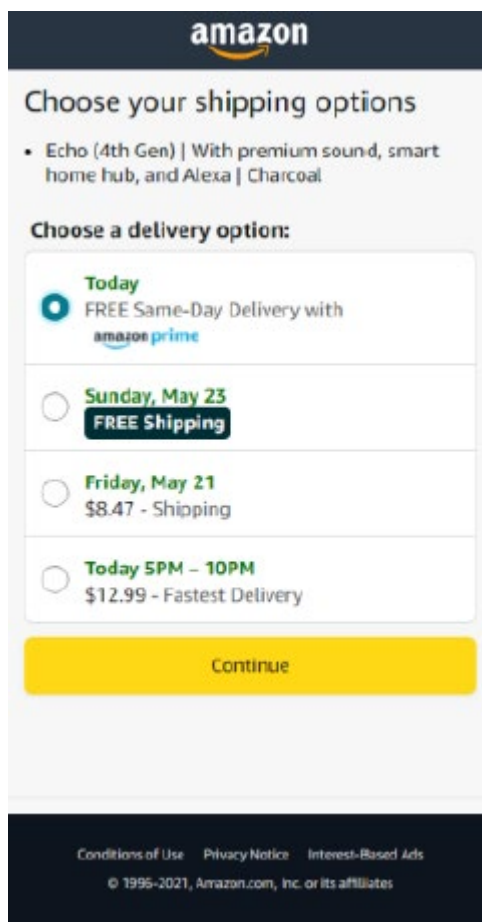 amazon
Choose your shipping options
• Echo (4th Gen) | With premium sound, smart
home hub, and Alexa | Charcoal
Choose a delivery option:
Today
FREE Same-Day Delivery with
amazon prime
Sunday, May 23
FREE Shipping
Friday, May 21
$8.47 - Shipping
Today 5PM – 10PM
$12.99 - Fastest Delivery
Continue
Conditions of Use Privacy Notice Interest-Based Ads
© 1996-2021, Amazon.com, Inc. or its affiliates